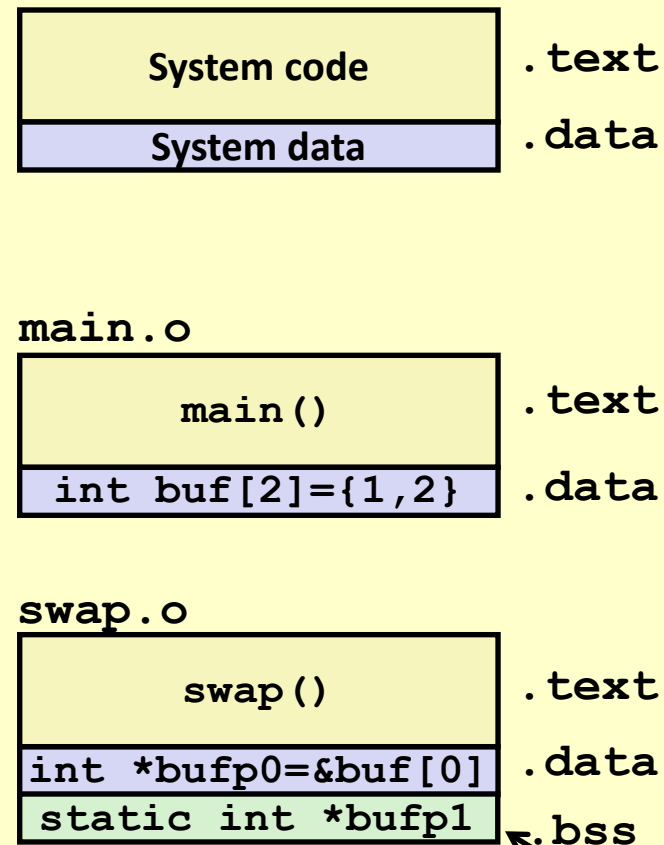 System code .text
System data .data
main.o
main() .text
int buf[2]={1,2} .data
swap.o
swap() .text
int *bufp0=&buf[0] .data
static int *bufp1 .bss